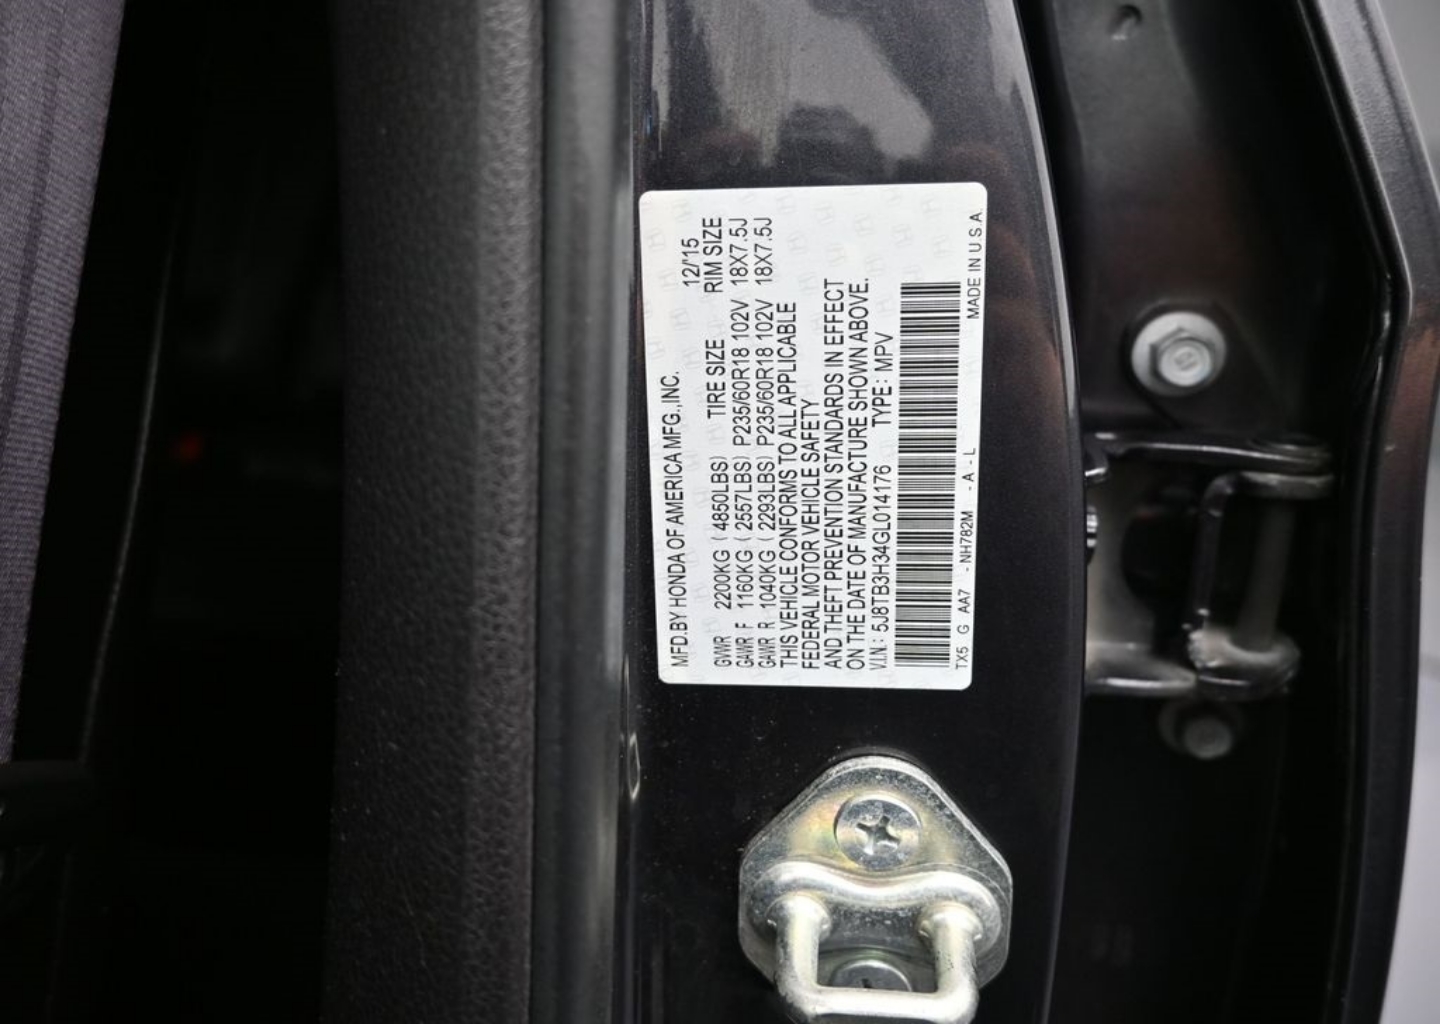 MFD.BY HONDA OF AMERICA MFG.,INC. 12/'15
GVWR 2200KG ( 4850LBS) TIRE SIZE RIM SIZE
GAWR F 1160KG ( 2557LBS) P235/60R18 102V 18X7.5J
GAWR R 1040KG ( 2293LBS) P235/60R18 102V 18X7.5J
THIS VEHICLE CONFORMS TO ALL APPLICABLE
FEDERAL MOTOR VEHICLE SAFETY
AND THEFT PREVENTION STANDARDS IN EFFECT
ON THE DATE OF MANUFACTURE SHOWN ABOVE.
V.I.N.: 5J8TB3H34GL014176 TYPE: MPV
TX5 G AA7 - NH782M - A - L MADE IN U.S.A.